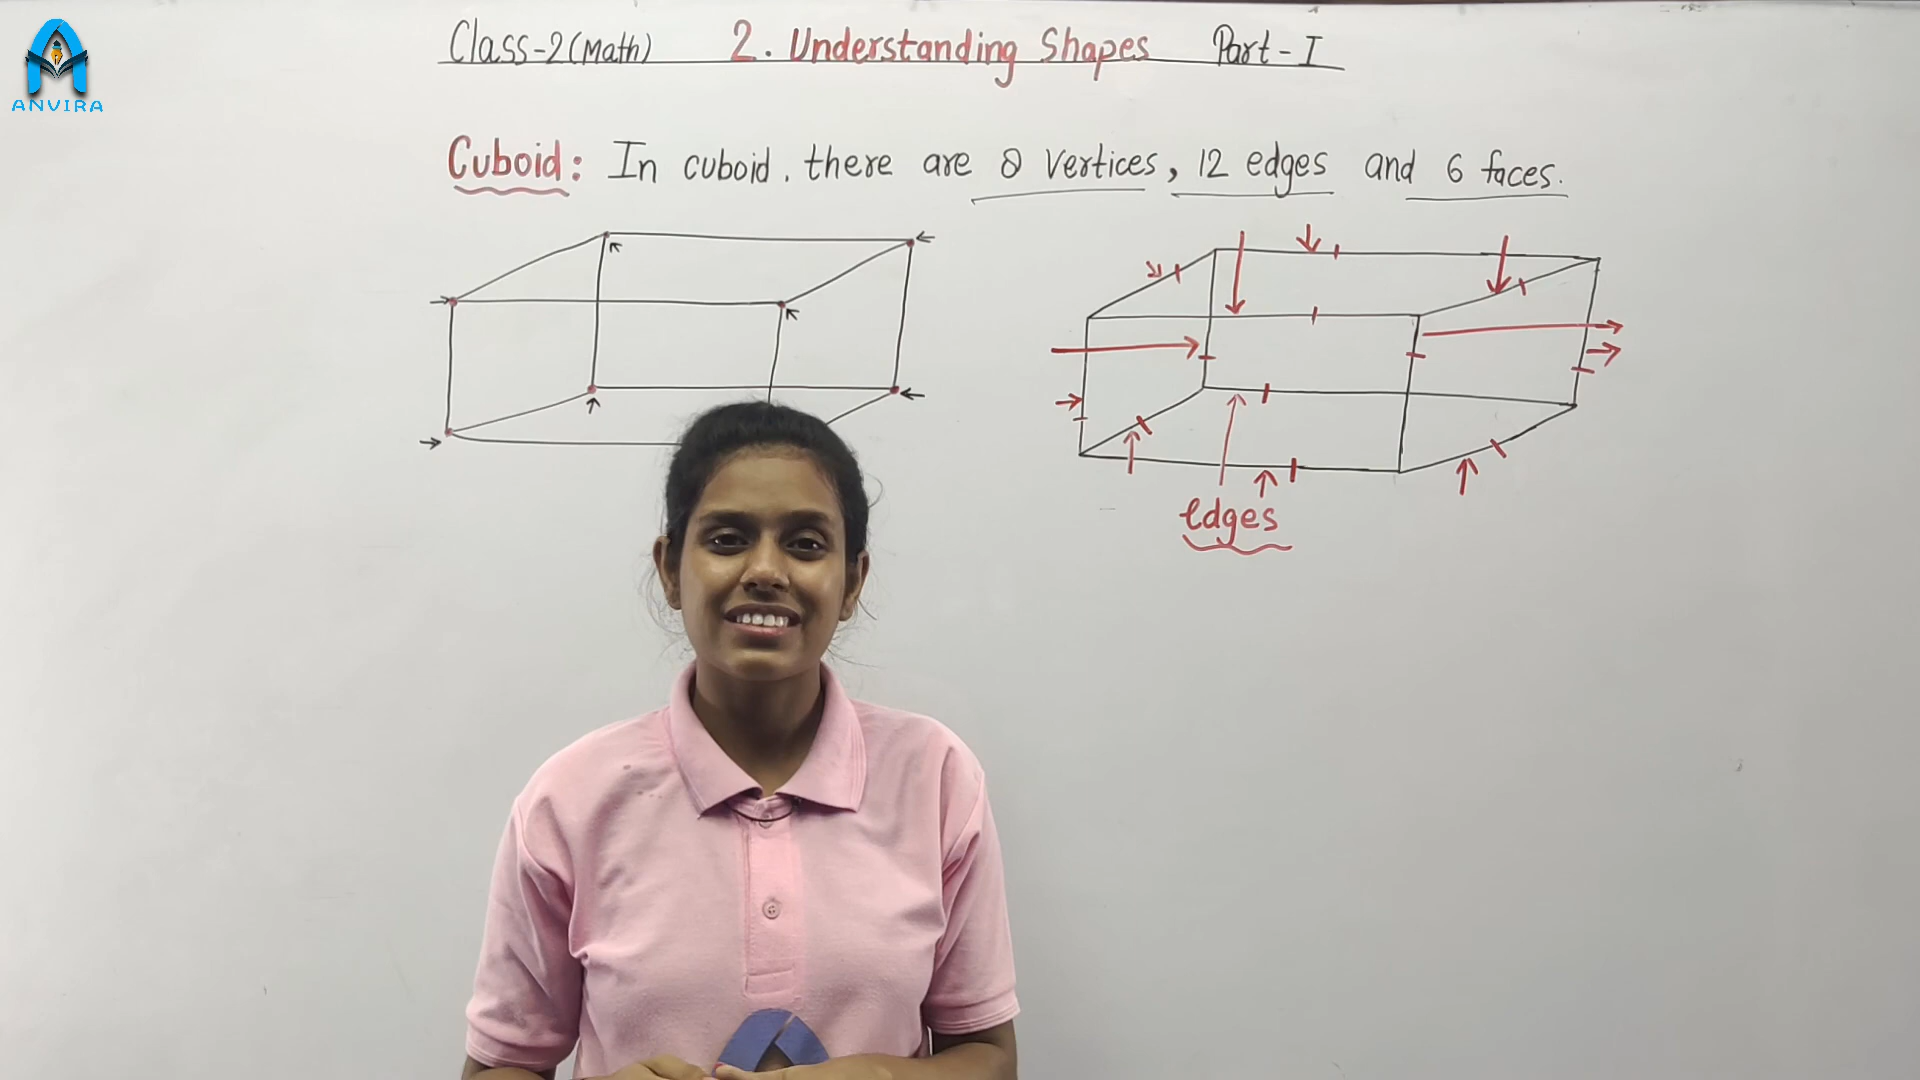 ANVIRA
Class-2 (Math) 2. Understanding Shapes Part-I
Cuboid: In cuboid, there are 8 vertices, 12 edges and 6 faces.
edges